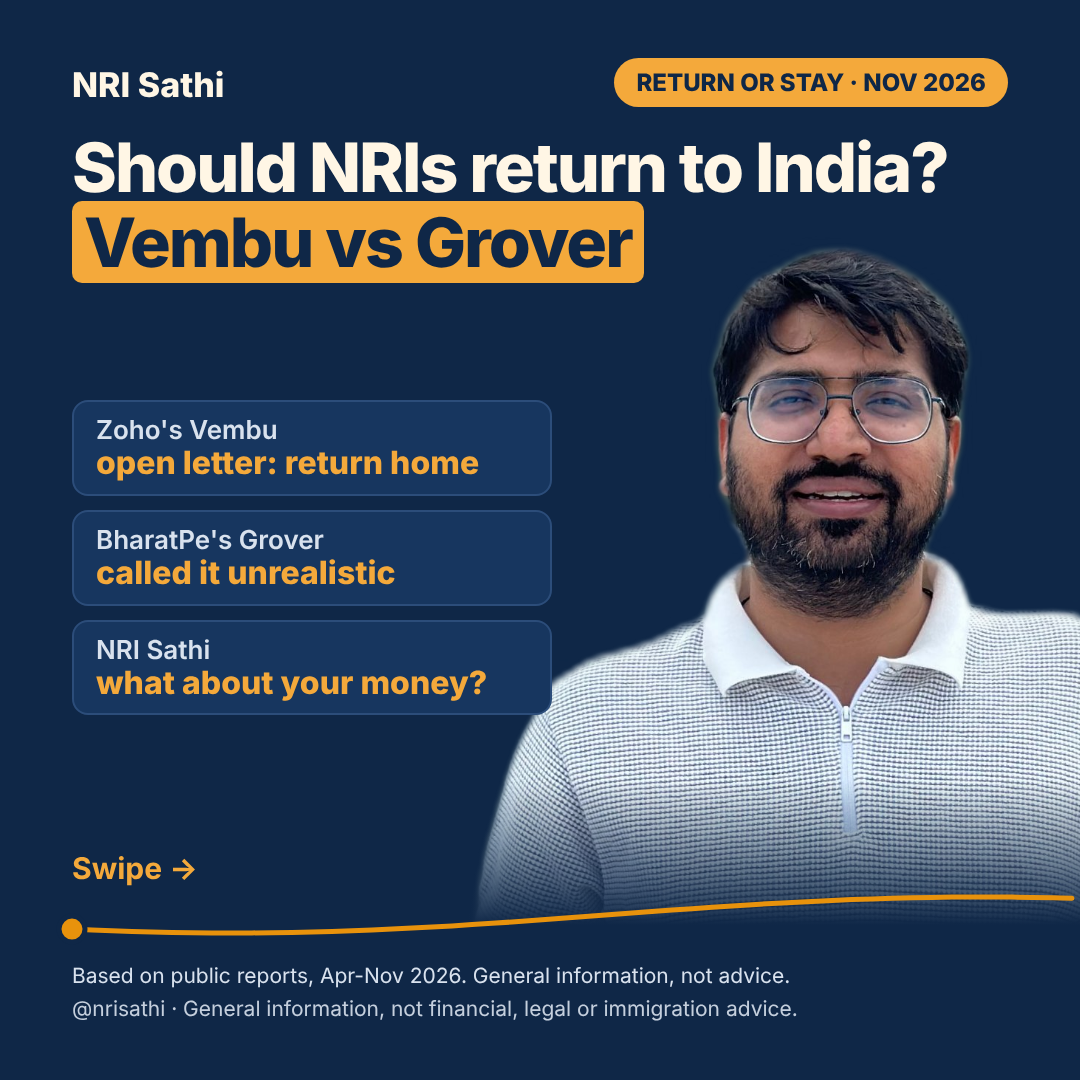 NRI Sathi
RETURN OR STAY · NOV 2026
Should NRIs return to India?
Vembu vs Grover
Zoho's Vembu
open letter: return home
BharatPe's Grover
called it unrealistic
NRI Sathi
what about your money?
Swipe →
Based on public reports, Apr-Nov 2026. General information, not advice.
@nrisathi · General information, not financial, legal or immigration advice.